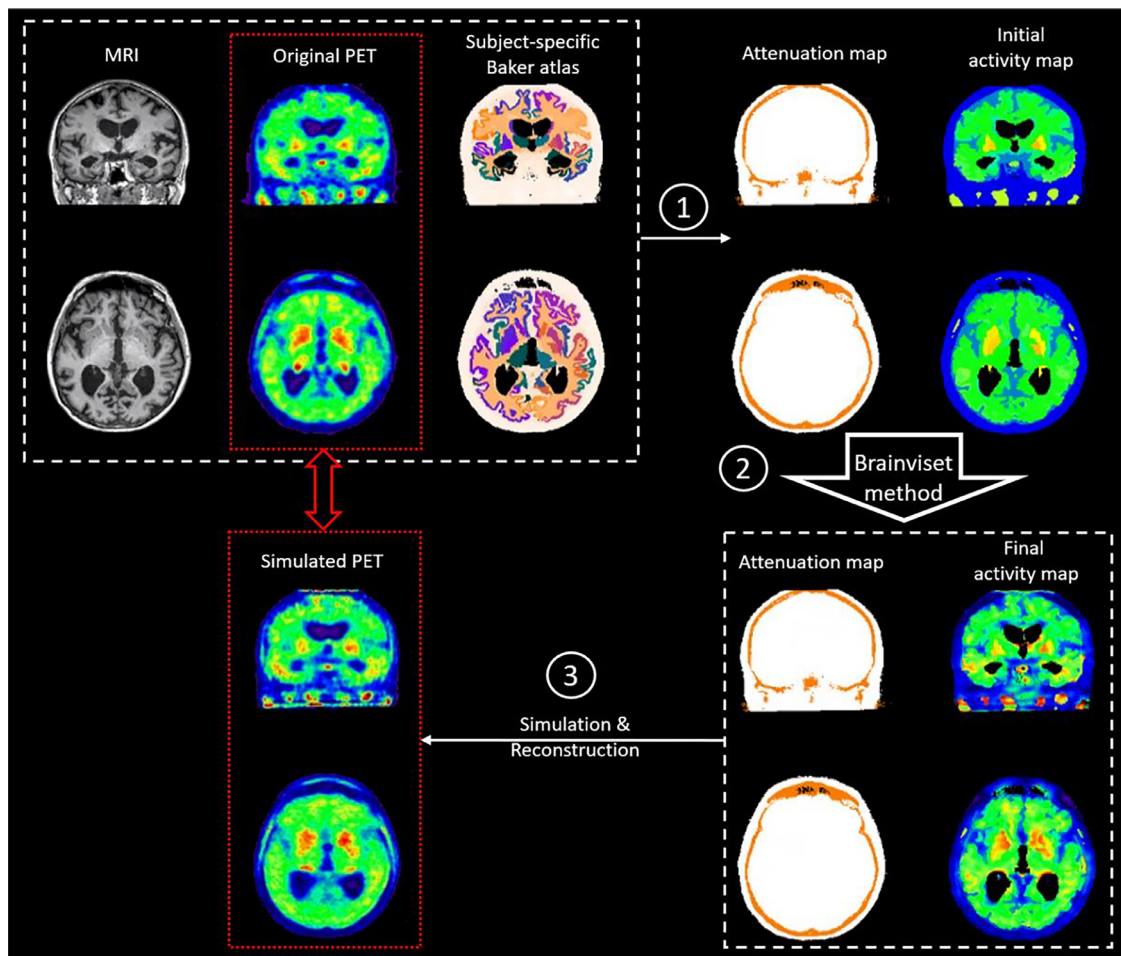 MRI
Original PET
Subject-specific
Baker atlas
Attenuation map
Initial
activity map
1
2
Brainviset
method
Simulated PET
Attenuation map
Final
activity map
3
Simulation &
Reconstruction